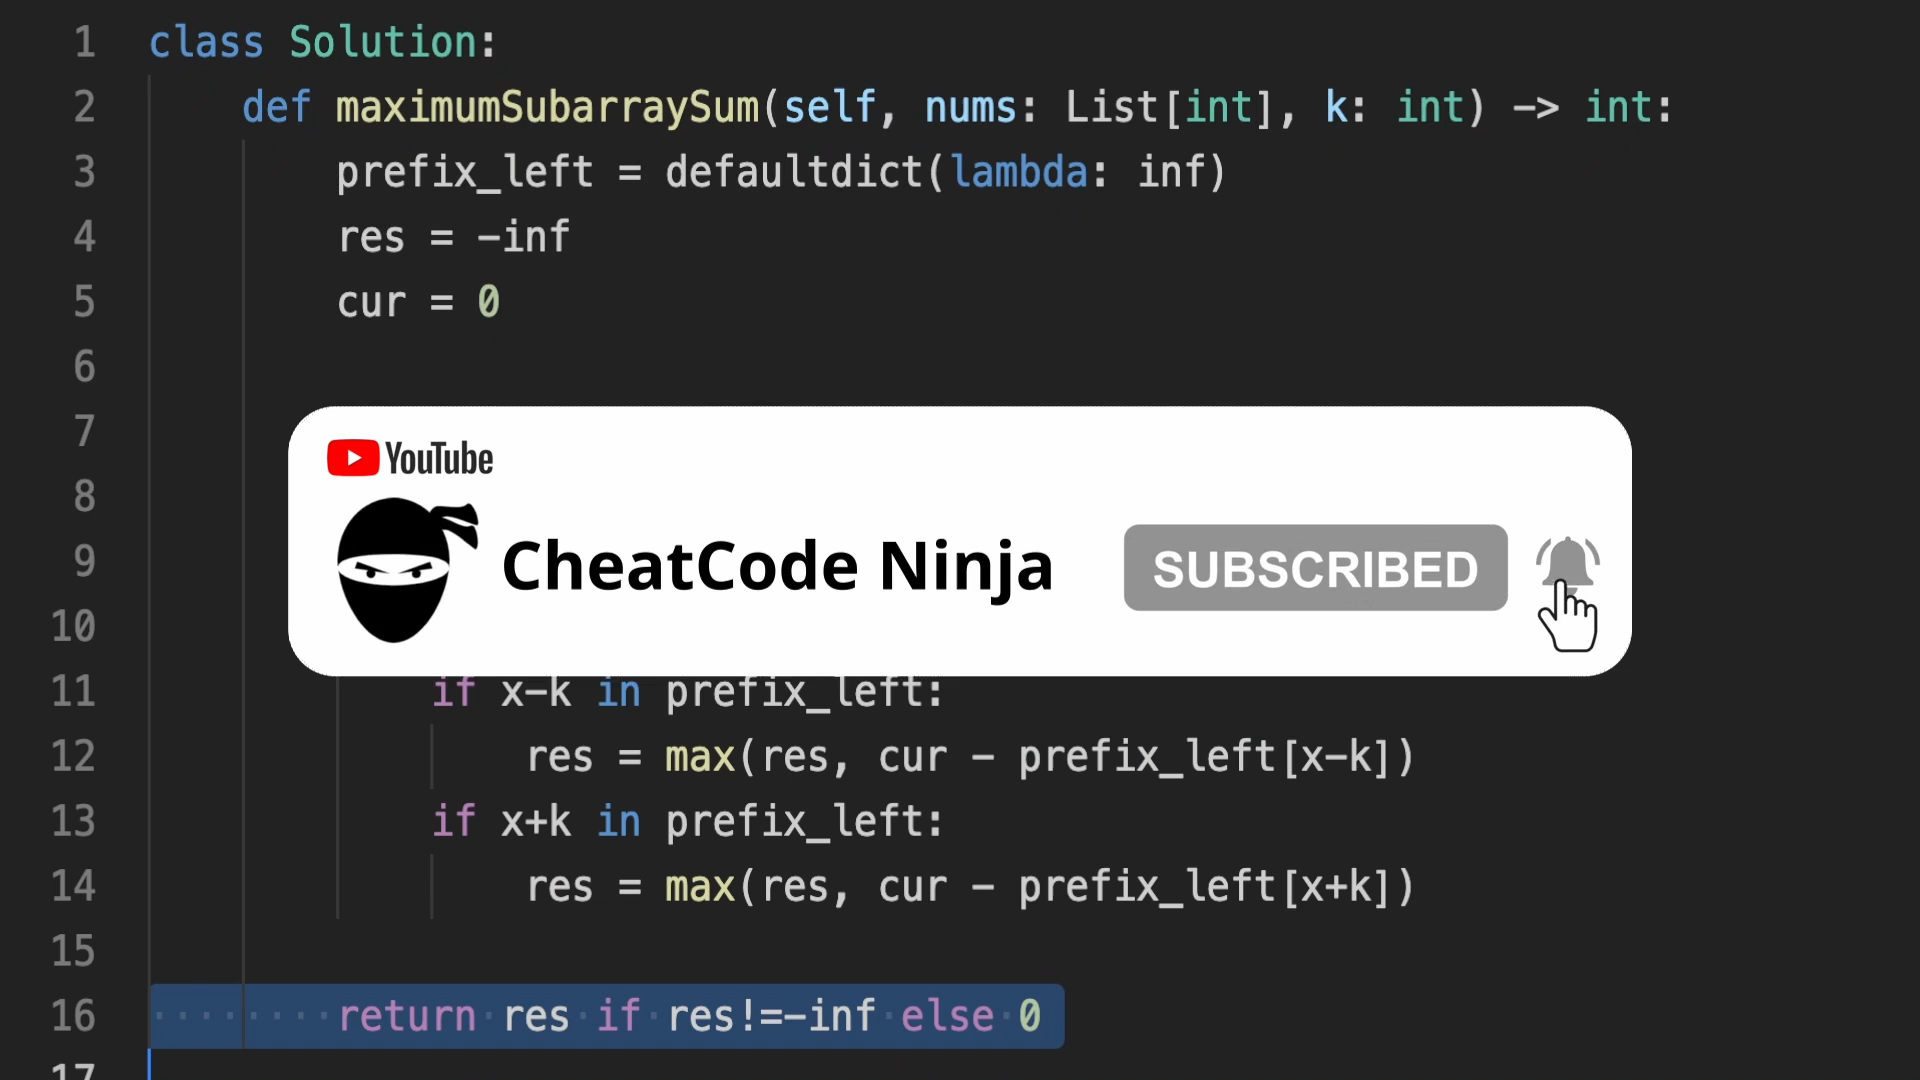 1 class Solution:
2 def maximumSubarraySum(self, nums: List[int], k: int) -> int:
3 prefix_left = defaultdict(lambda: inf)
4 res = -inf
5 cur = 0
6
7
YouTube
8
9 CheatCode Ninja SUBSCRIBED
10
11 if x-k in prefix_left:
12 res = max(res, cur - prefix_left[x-k])
13 if x+k in prefix_left:
14 res = max(res, cur - prefix_left[x+k])
15
16 return res if res!=-inf else 0
17